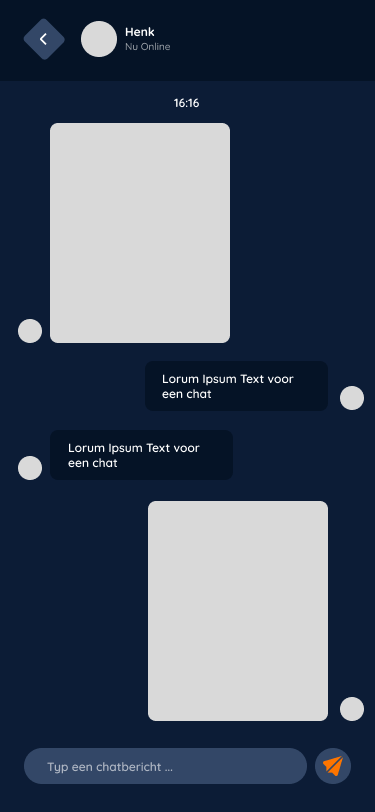 Henk
Nu Online
16:16
Lorum Ipsum Text voor
een chat
Lorum Ipsum Text voor
een chat
Typ een chatbericht ...